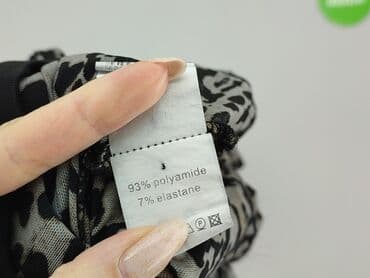 93% polyamide
7% elastane